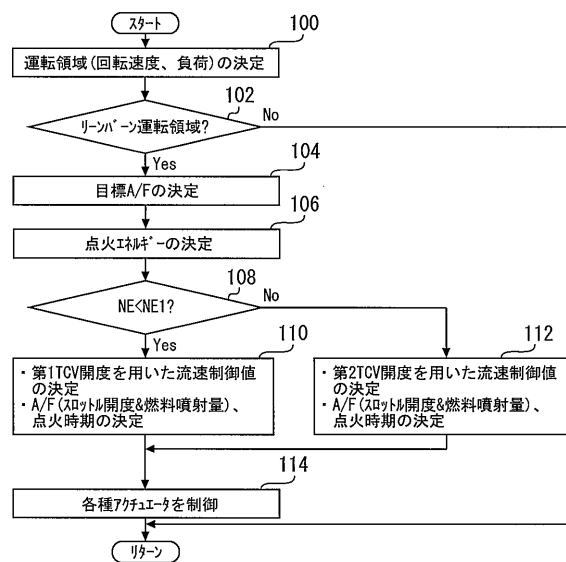 スタート
100
運転領域(回転速度、負荷)の決定
102
リーンバーン運転領域?
No
Yes
104
目標A/Fの決定
106
点火エネルギーの決定
108
NE<NE1?
No
Yes
110
・第1TCV開度を用いた流速制御値
の決定
・A/F(スロットル開度&燃料噴射量)、
点火時期の決定
112
・第2TCV開度を用いた流速制御値
の決定
・A/F(スロットル開度&燃料噴射量)、
点火時期の決定
114
各種アクチュエータを制御
リターン